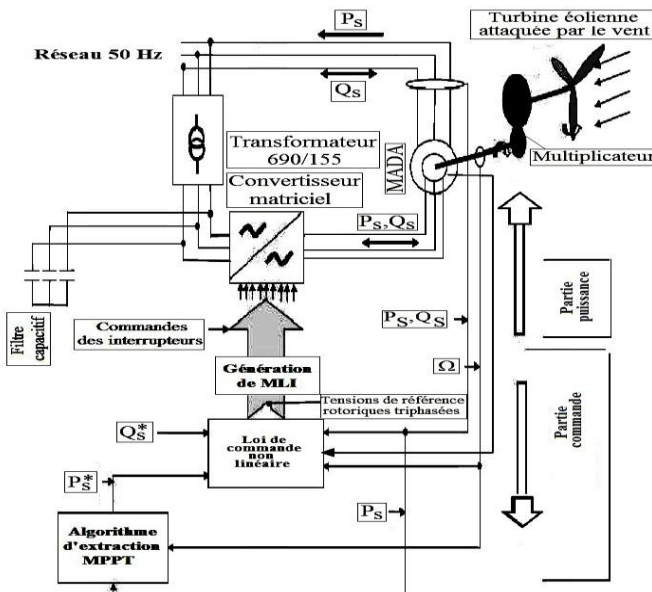 Ps
Turbine éolienne
attaquée par le vent
Réseau 50 Hz
Qs
Transformateur
690/155
MADA
Multiplicateur
Convertisseur
matriciel
Ps,Qs
Filtre
capacitif
Commandes
des interrupteurs
PS,QS
Partie
puissance
Ω
Génération
de MLI
Tensions de référence
rotoriques triphasées
Partie
commande
Qs*
Loi de
commande
non
linéaire
Ps*
Ps
Algorithme
d'extraction
MPPT